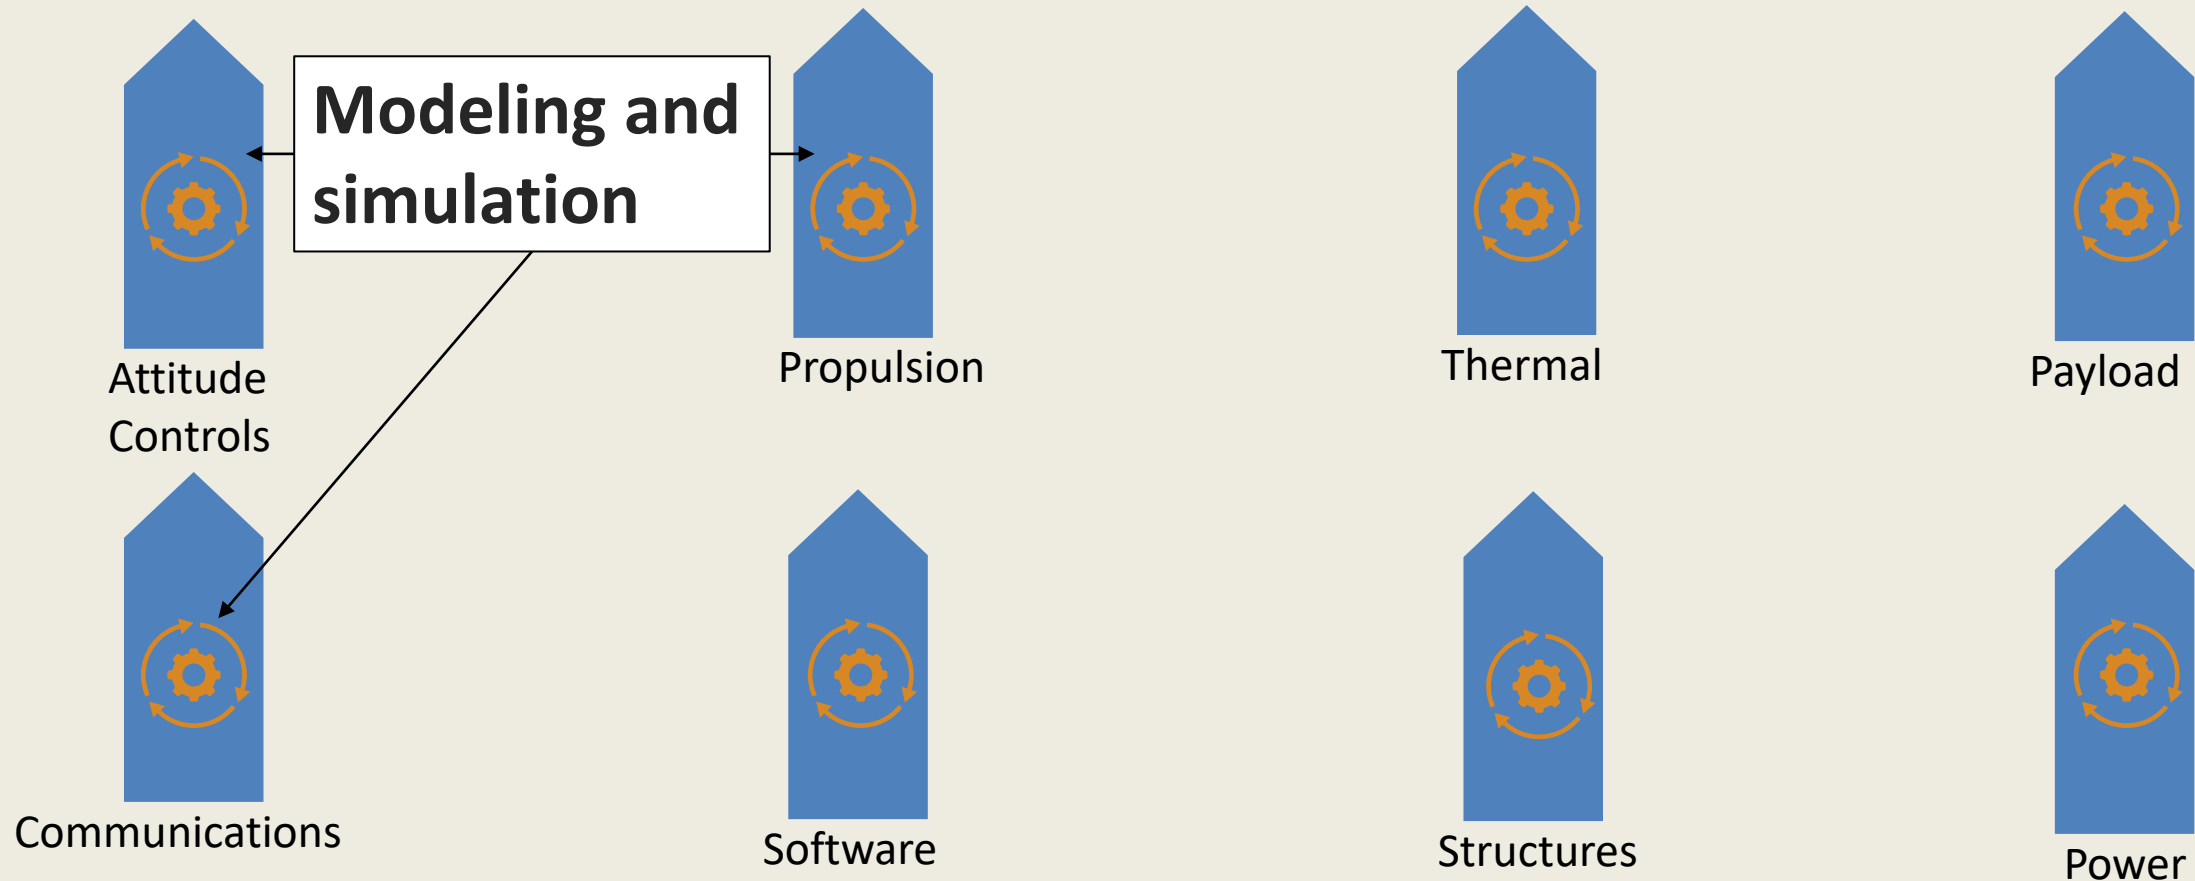 Modeling and
simulation
Attitude
Controls
Propulsion
Thermal
Payload
Communications
Software
Structures
Power